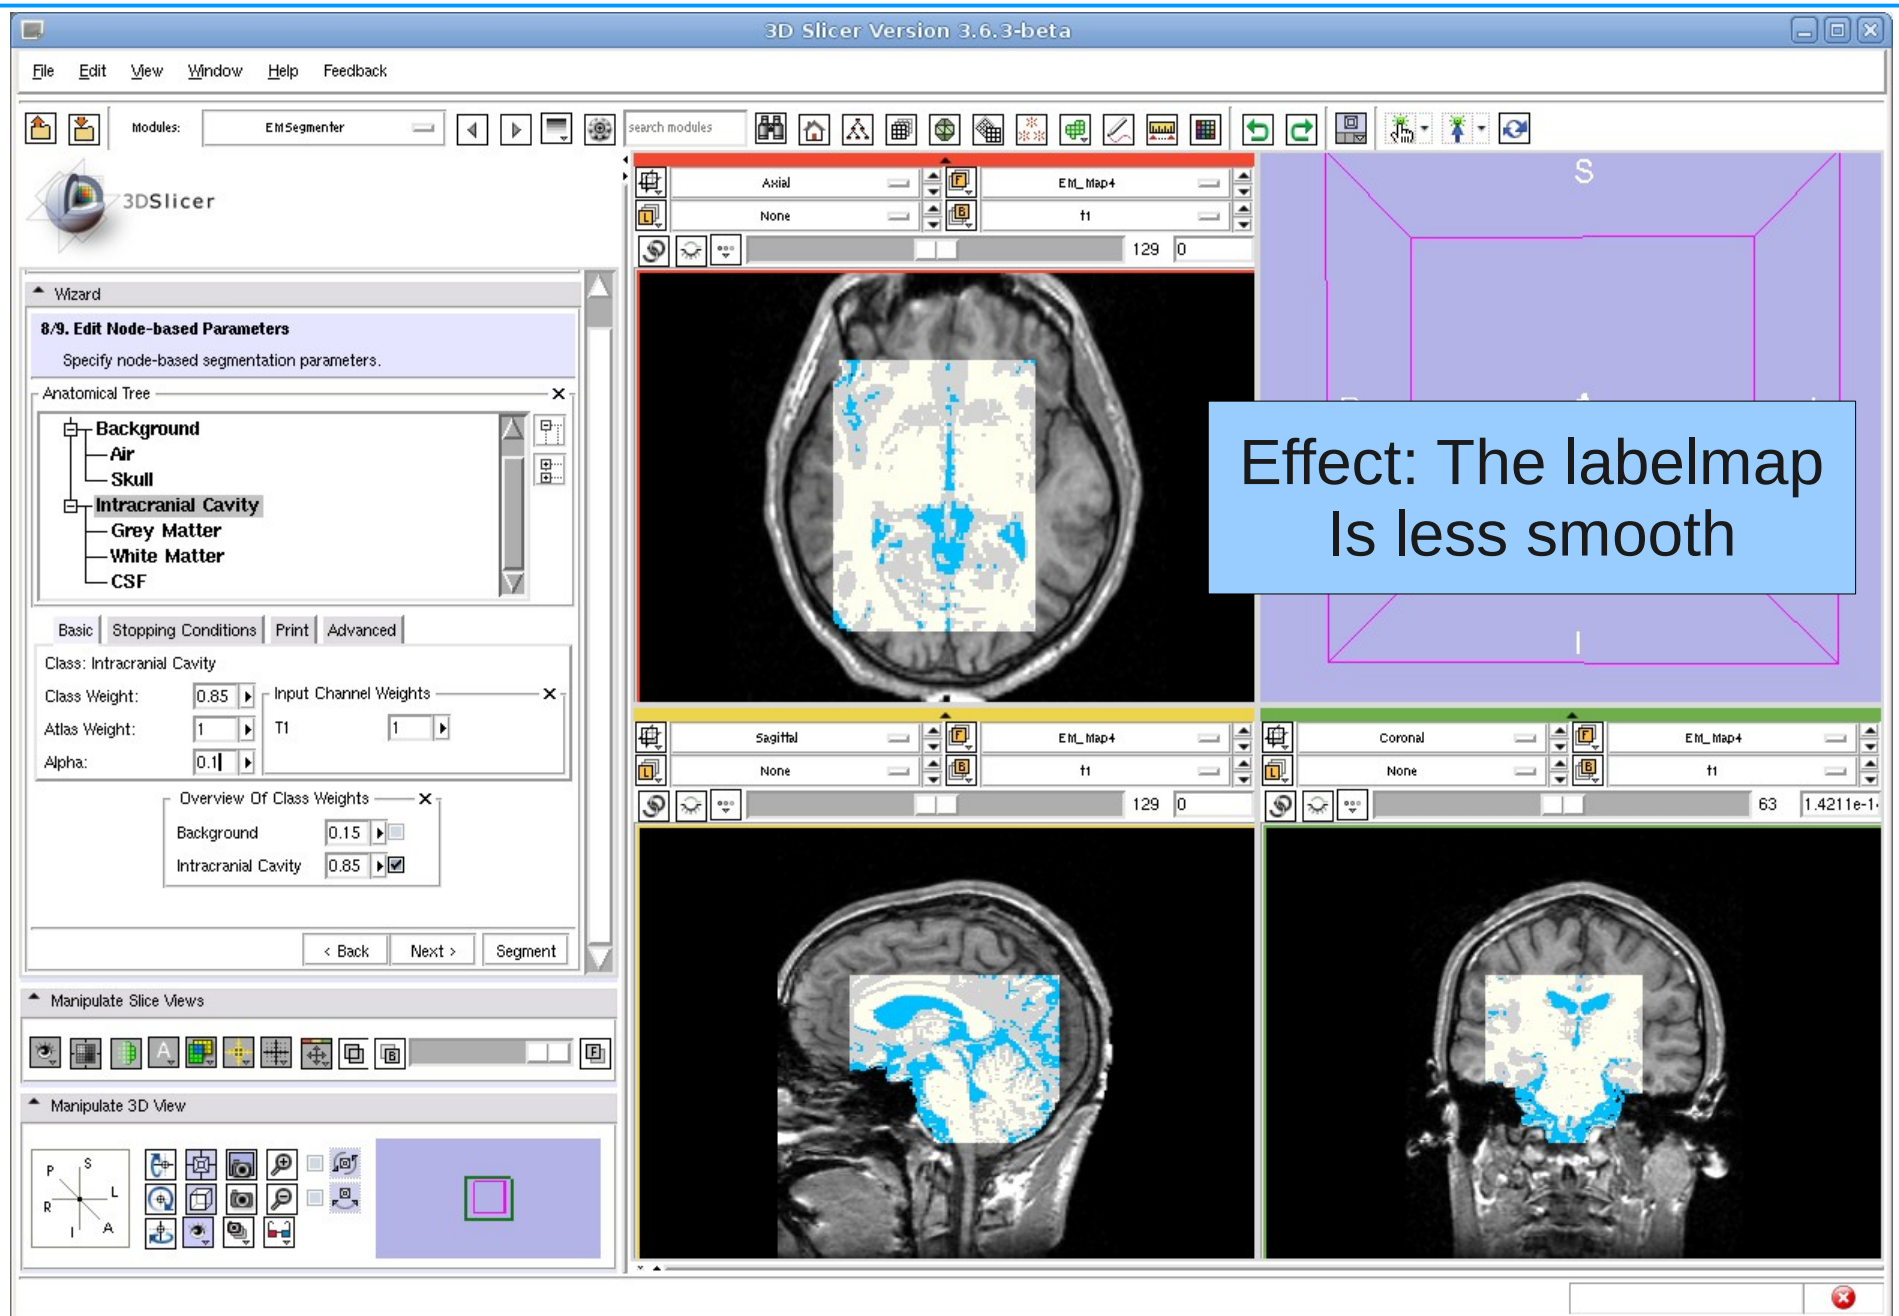 3D Slicer Version 3.6.3-beta
File Edit View Window Help Feedback
Modules: EMSegmenter search modules
3DSlicer
Wizard
8/9. Edit Node-based Parameters
Specify node-based segmentation parameters.
Anatomical Tree
Background
Air
Skull
Intracranial Cavity
Grey Matter
White Matter
CSF
Basic Stopping Conditions Print Advanced
Class: Intracranial Cavity
Class Weight: 0.85 Input Channel Weights
Atlas Weight: 1 T1 1
Alpha: 0.1
Overview Of Class Weights
Background 0.15
Intracranial Cavity 0.85
< Back Next > Segment
Manipulate Slice Views
A B F
Manipulate 3D View
P S
L
R
I A
Axial F EM_Map4
L None B t1
129 0
S
Effect: The labelmap
Is less smooth
I
Sagittal F EM_Map4
L None B t1
129 0
Coronal F EM_Map4
L None B t1
63 1.4211e-1